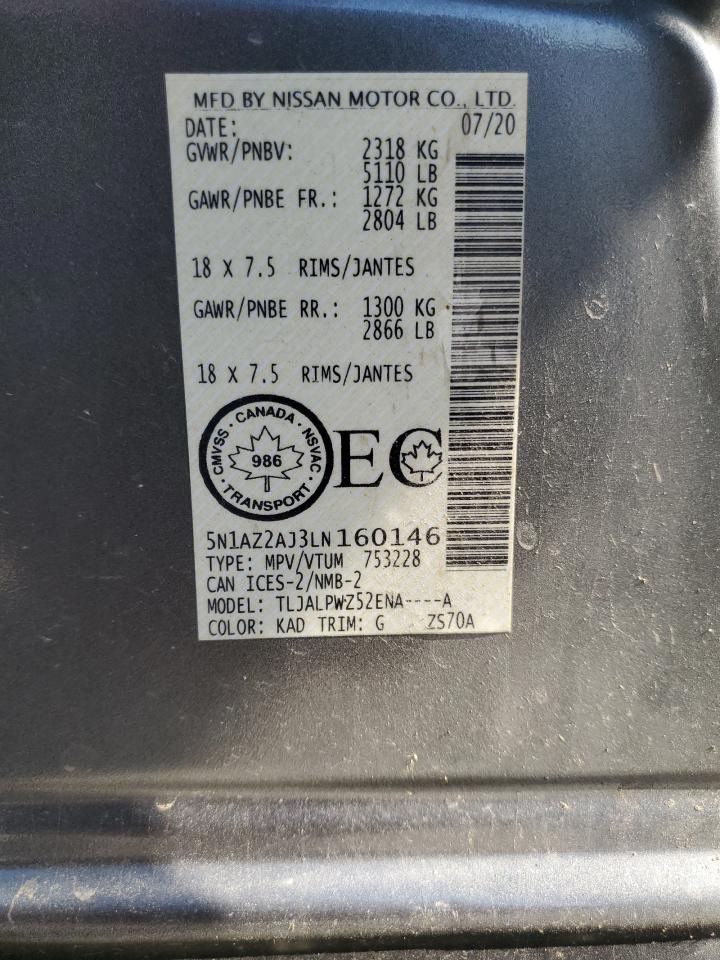 MFD BY NISSAN MOTOR CO., LTD.
DATE: 07/20
GVWR/PNBV: 2318 KG
5110 LB
GAWR/PNBE FR.: 1272 KG
2804 LB
18 X 7.5 RIMS/JANTES
GAWR/PNBE RR.: 1300 KG
2866 LB
18 X 7.5 RIMS/JANTES
CMVSS · CANADA · NSVAC · TRANSPORT ·
986
EC
5N1AZ2AJ3LN160146
TYPE: MPV/VTUM 753228
CAN ICES-2/NMB-2
MODEL: TLJALPWZ52ENA----A
COLOR: KAD TRIM: G ZS70A